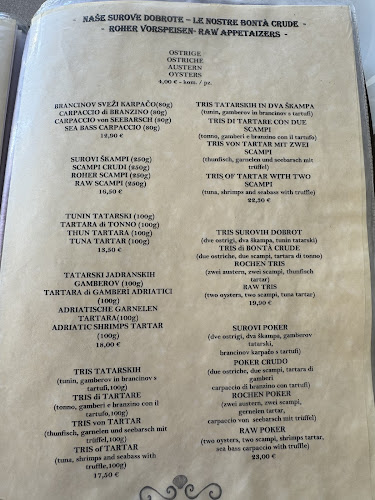 - NAŠE SUROVE DOBROTE – LE NOSTRE BONTÀ CRUDE -
- ROHER VORSPEISEN- RAW APPETAIZERS -
OSTRIGE
OSTRICHE
AUSTERN
OYSTERS
4,00 € - kom. / pz.
BRANCINOV SVEŽI KARPAČO(80g)
CARPACCIO di BRANZINO (80g)
CARPACCIO von SEEBARSCH (80g)
SEA BASS CARPACCIO (80g)
12,90 €
SUROVI ŠKAMPI (250g)
SCAMPI CRUDI (250g)
ROHER SCAMPI (250g)
RAW SCAMPI (250g)
16,50 €
TUNIN TATARSKI (100g)
TARTARA di TONNO (100g)
THUN TARTARA (100g)
TUNA TARTAR (100g)
13,50 €
TATARSKI JADRANSKIH
GAMBEROV (100g)
TARTARA di GAMBERI ADRIATICI
(100g)
ADRIATISCHE GARNELEN
TARTARA(100g)
ADRIATIC SHRIMPS TARTAR
(100g)
18,00 €
TRIS TATARSKIH
(tunin, gamberov in brancinov s
tartufi,100g)
TRIS di TARTARE
(tonno, gamberi e branzino con il
tartufo,100g)
TRIS von TARTAR
(thunfisch, garnelen und seebarsch mit
trüffel,100g)
TRIS of TARTAR
(tuna, shrimps and seabass with
truffle,100g)
17,50 €
TRIS TATARSKIH IN DVA ŠKAMPA
(tunin, gamberov in brancinov s tartufi)
TRIS DI TARTARE CON DUE
SCAMPI
(tonno, gamberi e branzino con il tartufo)
TRIS VON TARTAR MIT ZWEI
SCAMPI
(thunfisch, garnelen und seebarsch mit
trüffel)
TRIS OF TARTAR WITH TWO
SCAMPI
(tuna, shrimps and seabass with truffle)
22,50 €
TRIS SUROVIH DOBROT
(dve ostrigi, dva škampa, tunin tatarski)
TRIS di BONTÀ CRUDE
(due ostriche, due scampi, tartara di tonno)
ROCHEN TRIS
(zwei austern, zwei scampi, thunfisch
tartar)
RAW TRIS
(two oysters, two scampi, tuna tartar)
19,90 €
SUROVI POKER
(dve ostrigi, dva škampa, gamberov
tatarski,
brancinov karpačo s tartufi)
POKER CRUDO
(due ostriche, due scampi, tartara di
gamberi
carpaccio di branzino con tartufi)
ROCHEN POKER
(zwei austern, zwei scampi,
gernelen tartar,
carpaccio von seebarsch mit trüffel)
RAW POKER
(two oysters, two scampi, shrimps tartar,
sea bass carpaccio with truffle)
23,00 €